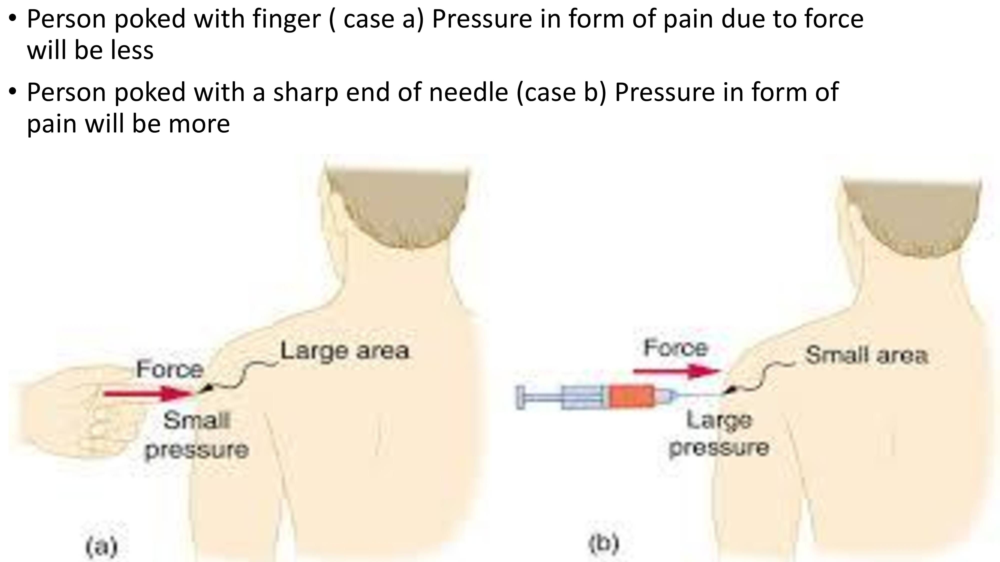 • Person poked with finger ( case a) Pressure in form of pain due to force
will be less
• Person poked with a sharp end of needle (case b) Pressure in form of
pain will be more
Large area
Force
Small
pressure
(a)
Force
Small area
Large
pressure
(b)